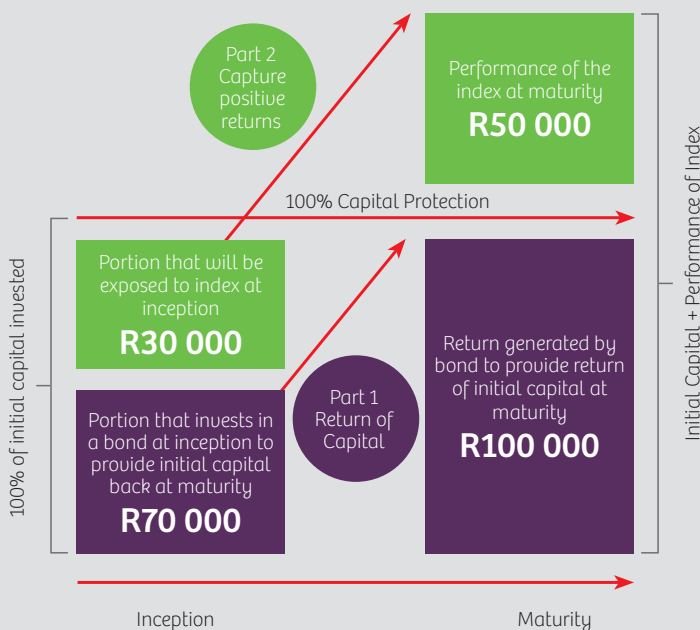 Part 2
Capture
positive
returns
Performance of the
index at maturity
R50 000
100% Capital Protection
100% of initial capital invested
Portion that will be
exposed to index at
inception
R30 000
Portion that invests in
a bond at inception to
provide initial capital
back at maturity
R70 000
Part 1
Return of
Capital
Return generated by
bond to provide return
of initial capital at
maturity
R100 000
Initial Capital + Performance of Index
Inception
Maturity